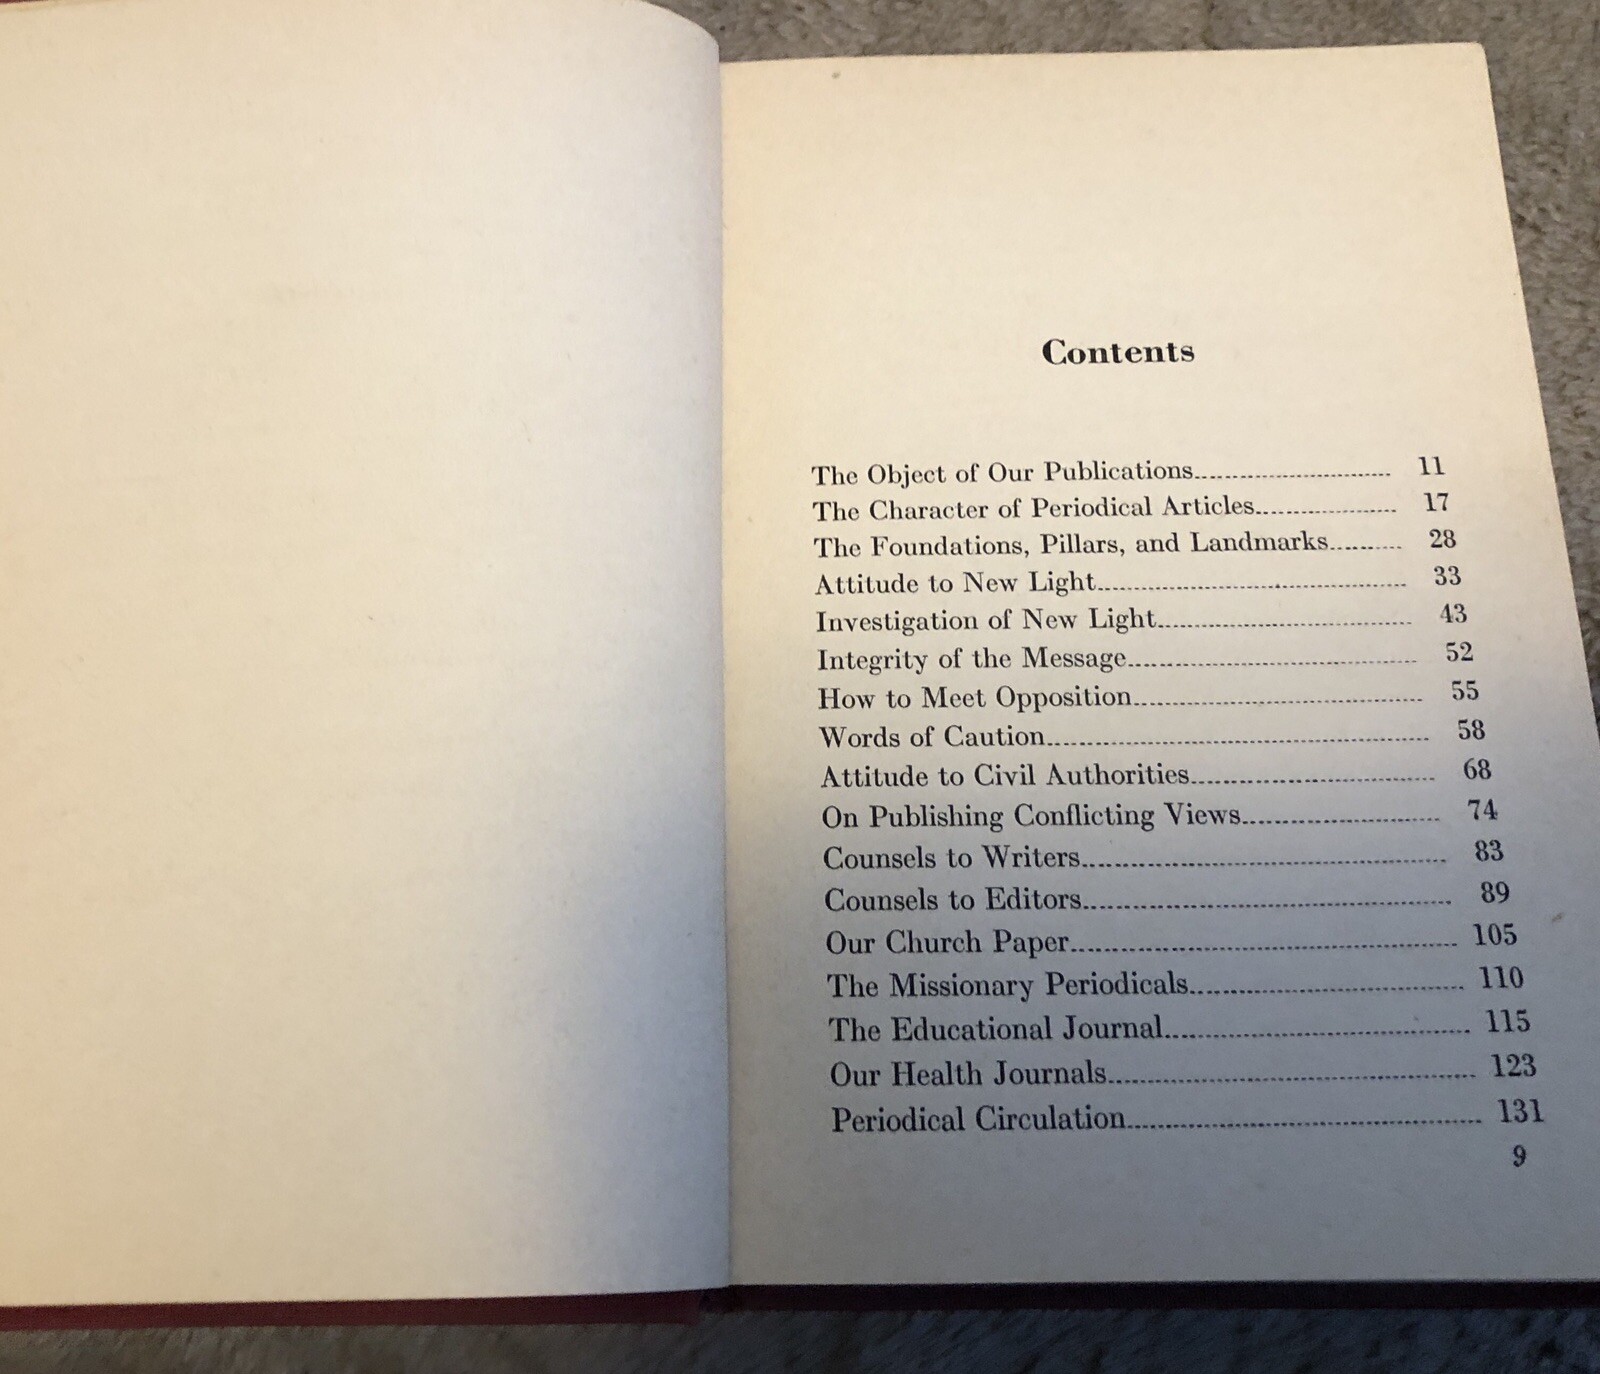 Contents
The Object of Our Publications.............................. 11
The Character of Periodical Articles...................... 17
The Foundations, Pillars, and Landmarks........... 28
Attitude to New Light................................................ 33
Investigation of New Light....................................... 43
Integrity of the Message............................................ 52
How to Meet Opposition............................................ 55
Words of Caution......................................................... 58
Attitude to Civil Authorities..................................... 68
On Publishing Conflicting Views.............................. 74
Counsels to Writers...................................................... 83
Counsels to Editors...................................................... 89
Our Church Paper........................................................ 105
The Missionary Periodicals........................................ 110
The Educational Journal............................................ 115
Our Health Journals.................................................... 123
Periodical Circulation................................................. 131
9